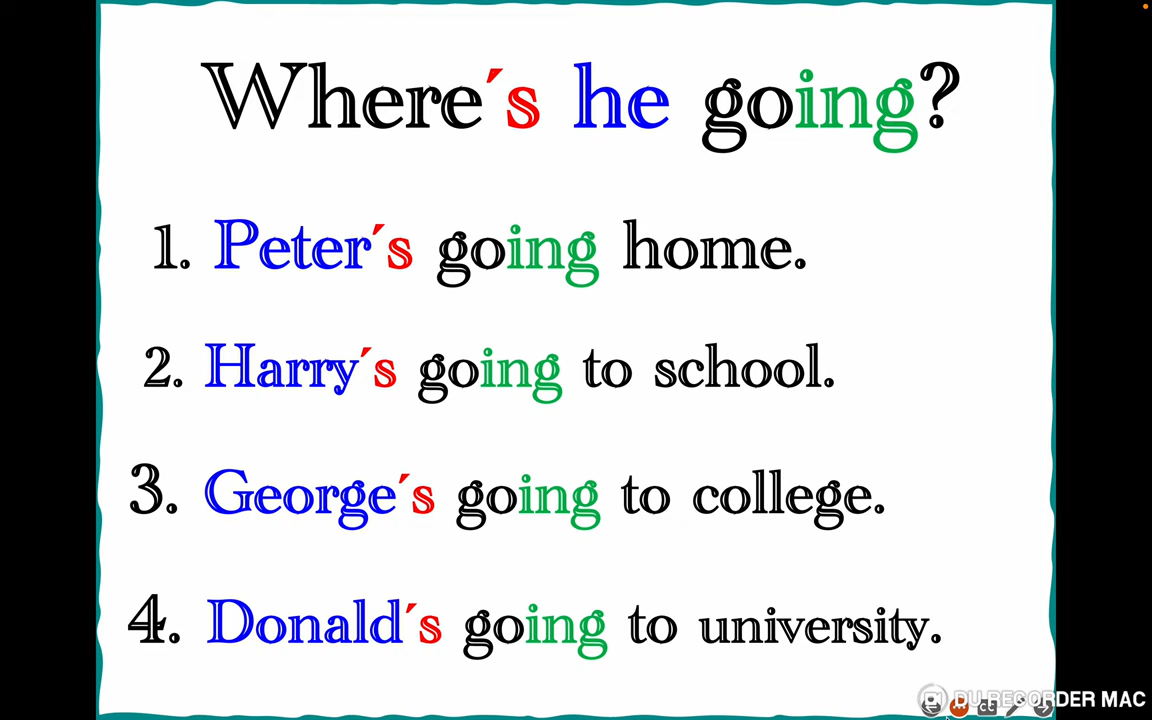 Where´s he going?
1. Peter´s going home.
2. Harry´s going to school.
3. George´s going to college.
4. Donald´s going to university.
DU RECORDER MAC